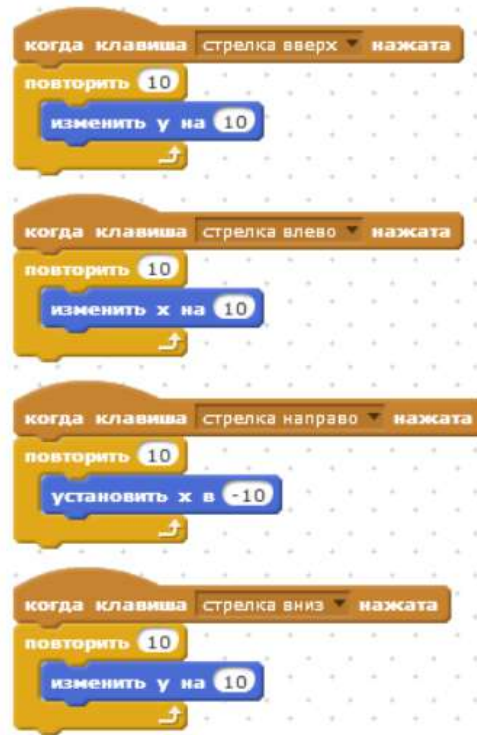 когда клавиша стрелка вверх нажата
повторить 10
изменить y на 10
когда клавиша стрелка влево нажата
повторить 10
изменить x на 10
когда клавиша стрелка направо нажата
повторить 10
установить x в -10
когда клавиша стрелка вниз нажата
повторить 10
изменить y на 10